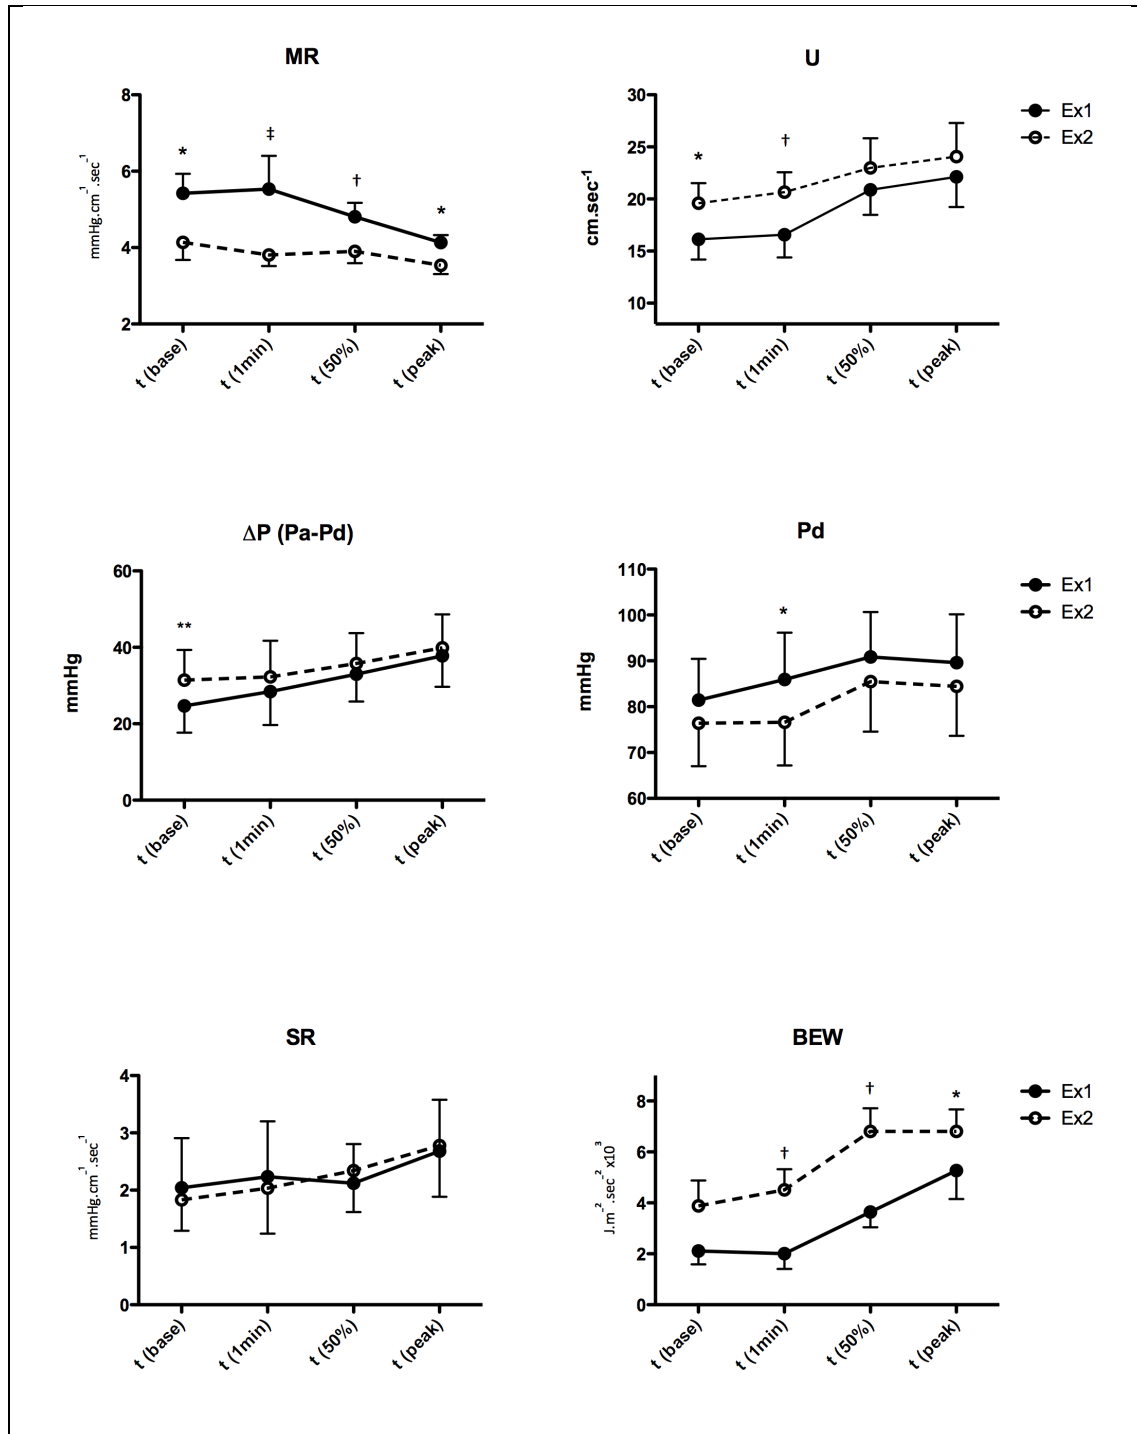 MR
8
6
4
2
mmHg.cm⁻¹.sec⁻¹
*
‡
†
*
t (base)
t (1min)
t (50%)
t (peak)
U
30
25
20
15
10
cm.sec⁻¹
*
†
t (base)
t (1min)
t (50%)
t (peak)
Ex1
Ex2
ΔP (Pa-Pd)
60
40
20
0
mmHg
**
t (base)
t (1min)
t (50%)
t (peak)
Pd
110
100
90
80
70
60
mmHg
*
t (base)
t (1min)
t (50%)
t (peak)
Ex1
Ex2
SR
4
3
2
1
0
mmHg.cm⁻¹.sec⁻¹
t (base)
t (1min)
t (50%)
t (peak)
BEW
8
6
4
2
0
J.m⁻².sec⁻² x10³
†
†
*
t (base)
t (1min)
t (50%)
t (peak)
Ex1
Ex2